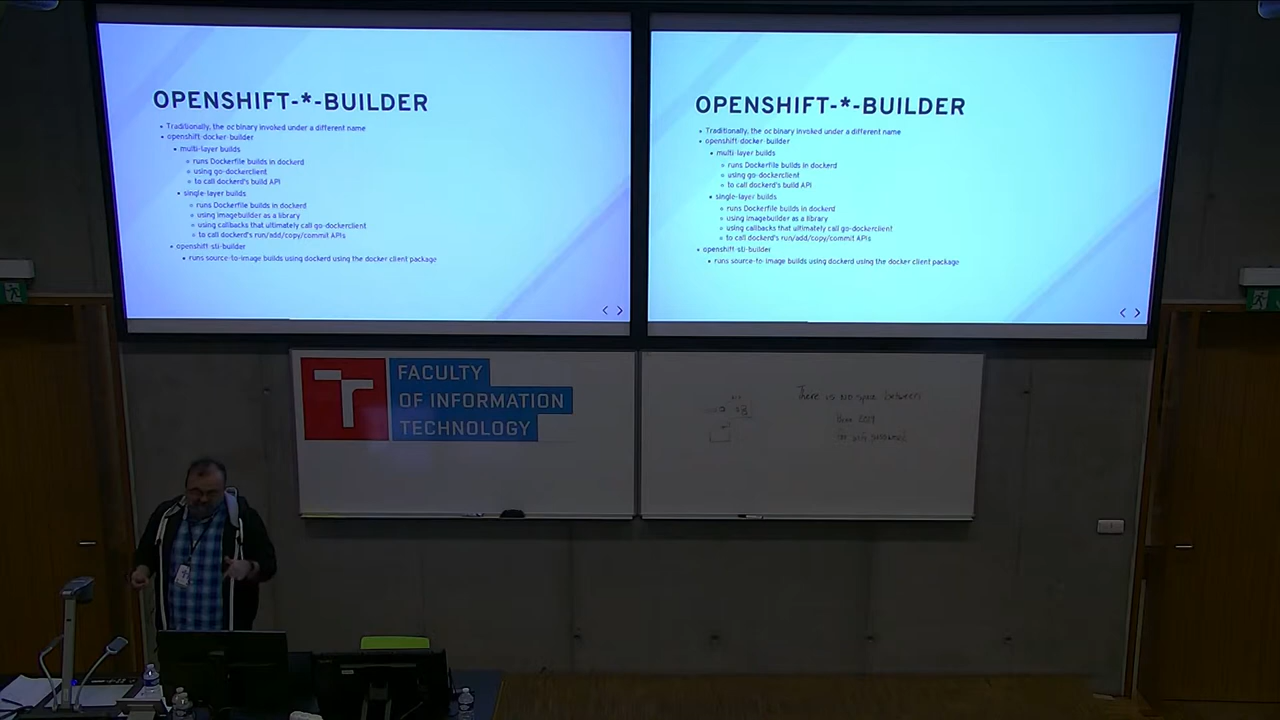 OPENSHIFT-*-BUILDER
Traditionally, the oc binary invoked under a different name
openshift-docker-builder
multi-layer builds
runs Dockerfile builds in dockerd
using go-dockerclient
to call dockerd's build API
single-layer builds
runs Dockerfile builds in dockerd
using imagebuilder as a library
using callbacks that ultimately call go-dockerclient
to call dockerd's run/add/copy/commit APIs
openshift-sti-builder
runs source-to-image builds using dockerd using the docker client package
OPENSHIFT-*-BUILDER
Traditionally, the oc binary invoked under a different name
openshift-docker-builder
multi-layer builds
runs Dockerfile builds in dockerd
using go-dockerclient
to call dockerd's build API
single-layer builds
runs Dockerfile builds in dockerd
using imagebuilder as a library
using callbacks that ultimately call go-dockerclient
to call dockerd's run/add/copy/commit APIs
openshift-sti-builder
runs source-to-image builds using dockerd using the docker client package
FACULTY
OF INFORMATION
TECHNOLOGY
There is no between